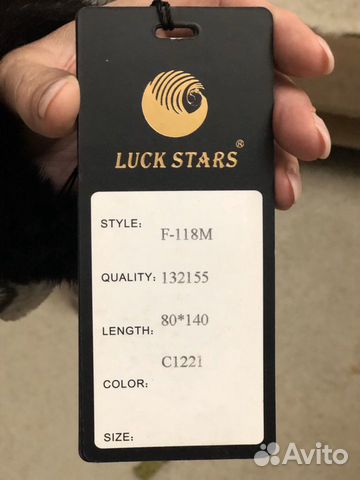 LUCK STARS®
STYLE: F-118M
QUALITY: 132155
LENGTH: 80*140
C1221
COLOR:
SIZE:
Avito